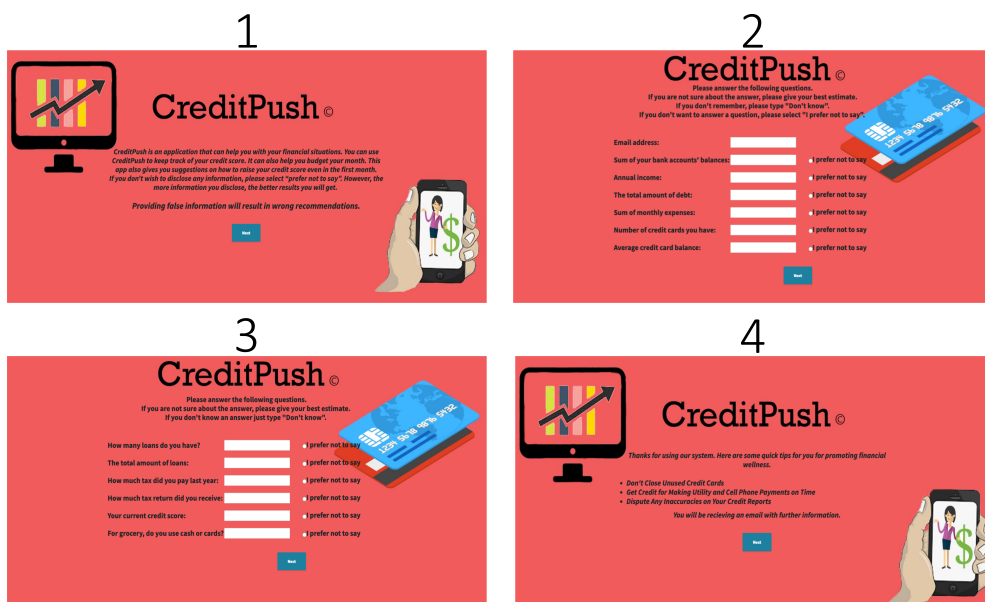 1
CreditPush ©
CreditPush is an application that can help you with your financial situations. You can use
CreditPush to keep track of your credit score. It can also help you budget your month. This
app also gives you suggestions on how to raise your credit score even in the first month.
If you don't wish to disclose any information, please select "prefer not to say". However, the
more information you disclose, the better results you will get.
Providing false information will result in wrong recommendations.
Next
$
2
CreditPush ©
Please answer the following questions.
If you are not sure about the answer, please give your best estimate.
If you don't remember, please type "Don't know".
If you don't want to answer a question, please select "I prefer not to say".
1234 5678 9876 5432
Email address:
Sum of your bank accounts' balances: I prefer not to say
Annual income: I prefer not to say
The total amount of debt: I prefer not to say
Sum of monthly expenses: I prefer not to say
Number of credit cards you have: I prefer not to say
Average credit card balance: I prefer not to say
Next
3
CreditPush ©
Please answer the following questions.
If you are not sure about the answer, please give your best estimate.
If you don't know an answer just type "Don't know".
1234 5678 9876 5432
How many loans do you have? I prefer not to say
The total amount of loans: I prefer not to say
How much tax did you pay last year: I prefer not to say
How much tax return did you receive: I prefer not to say
Your current credit score: I prefer not to say
For grocery, do you use cash or cards? I prefer not to say
Next
4
CreditPush ©
Thanks for using our system. Here are some quick tips for you for promoting financial
wellness.
• Don't Close Unused Credit Cards
• Get Credit for Making Utility and Cell Phone Payments on Time
• Dispute Any Inaccuracies on Your Credit Reports
You will be recieving an email with further information.
Next
$